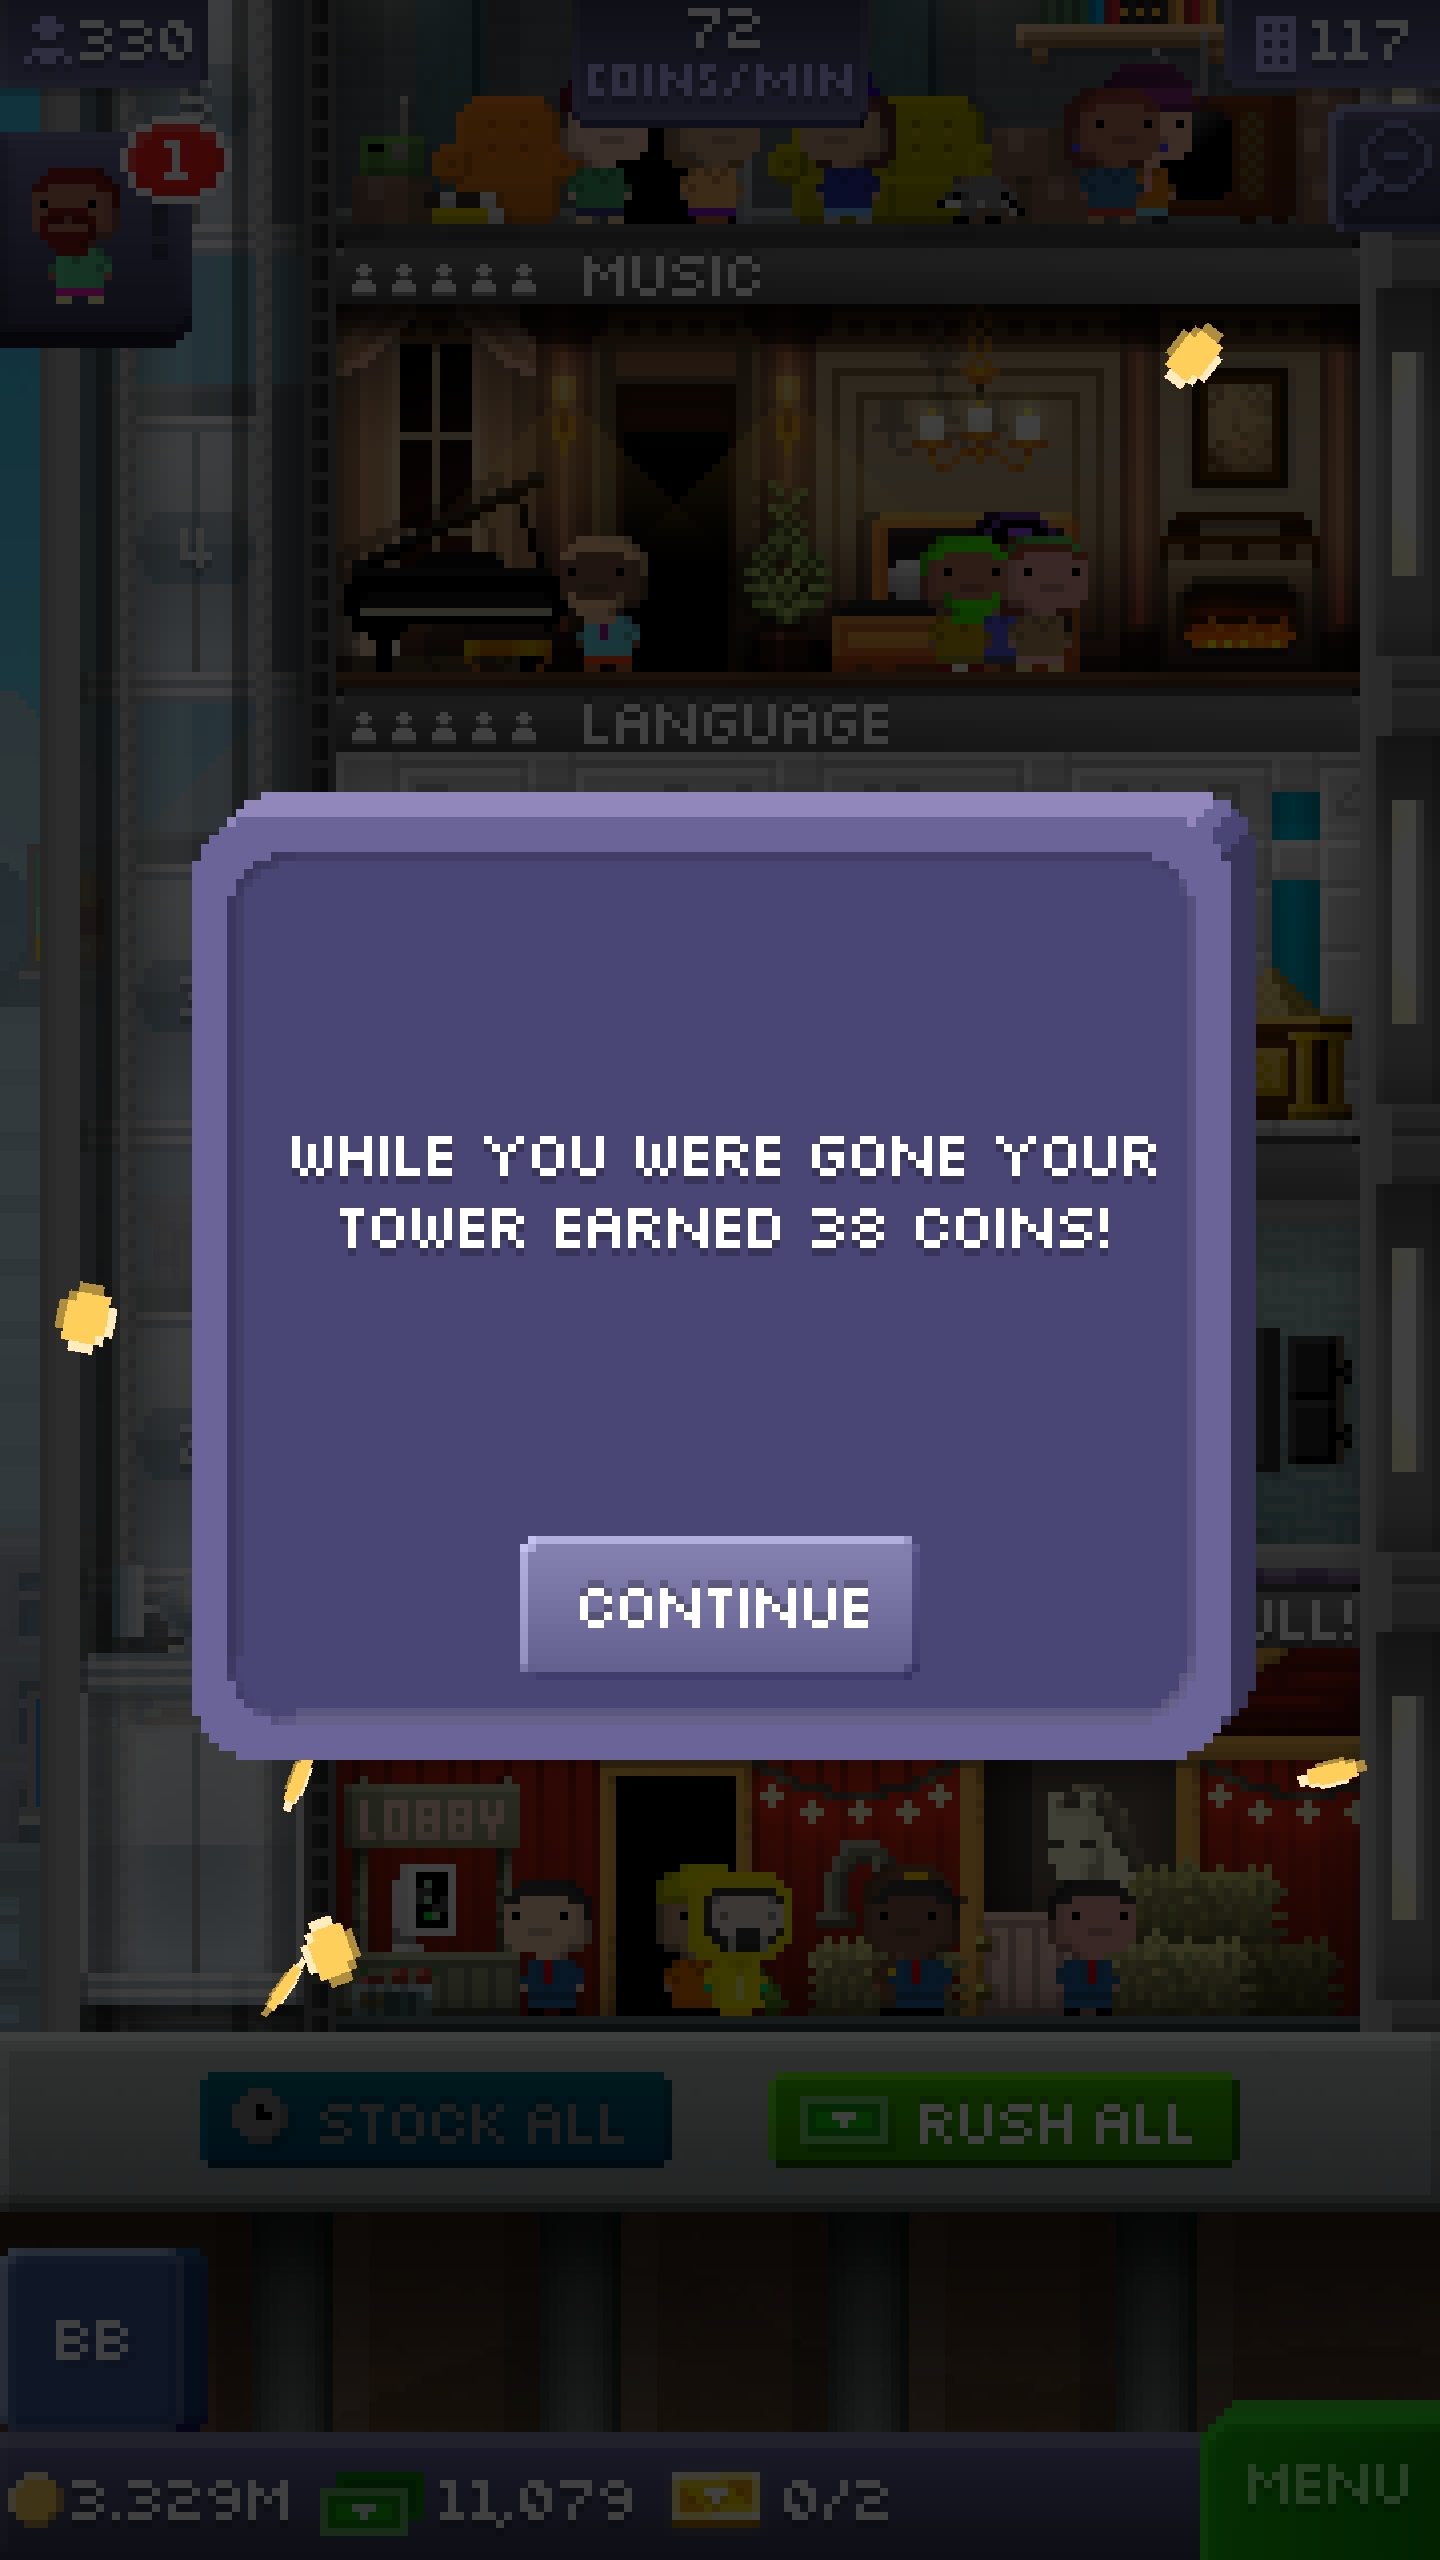 330
72
COINS/MIN
117
1
MUSIC
4
LANGUAGE
WHILE YOU WERE GONE YOUR
TOWER EARNED 38 COINS!
CONTINUE
LOBBY
STOCK ALL
RUSH ALL
BB
3.329M
11,079
0/2
MENU